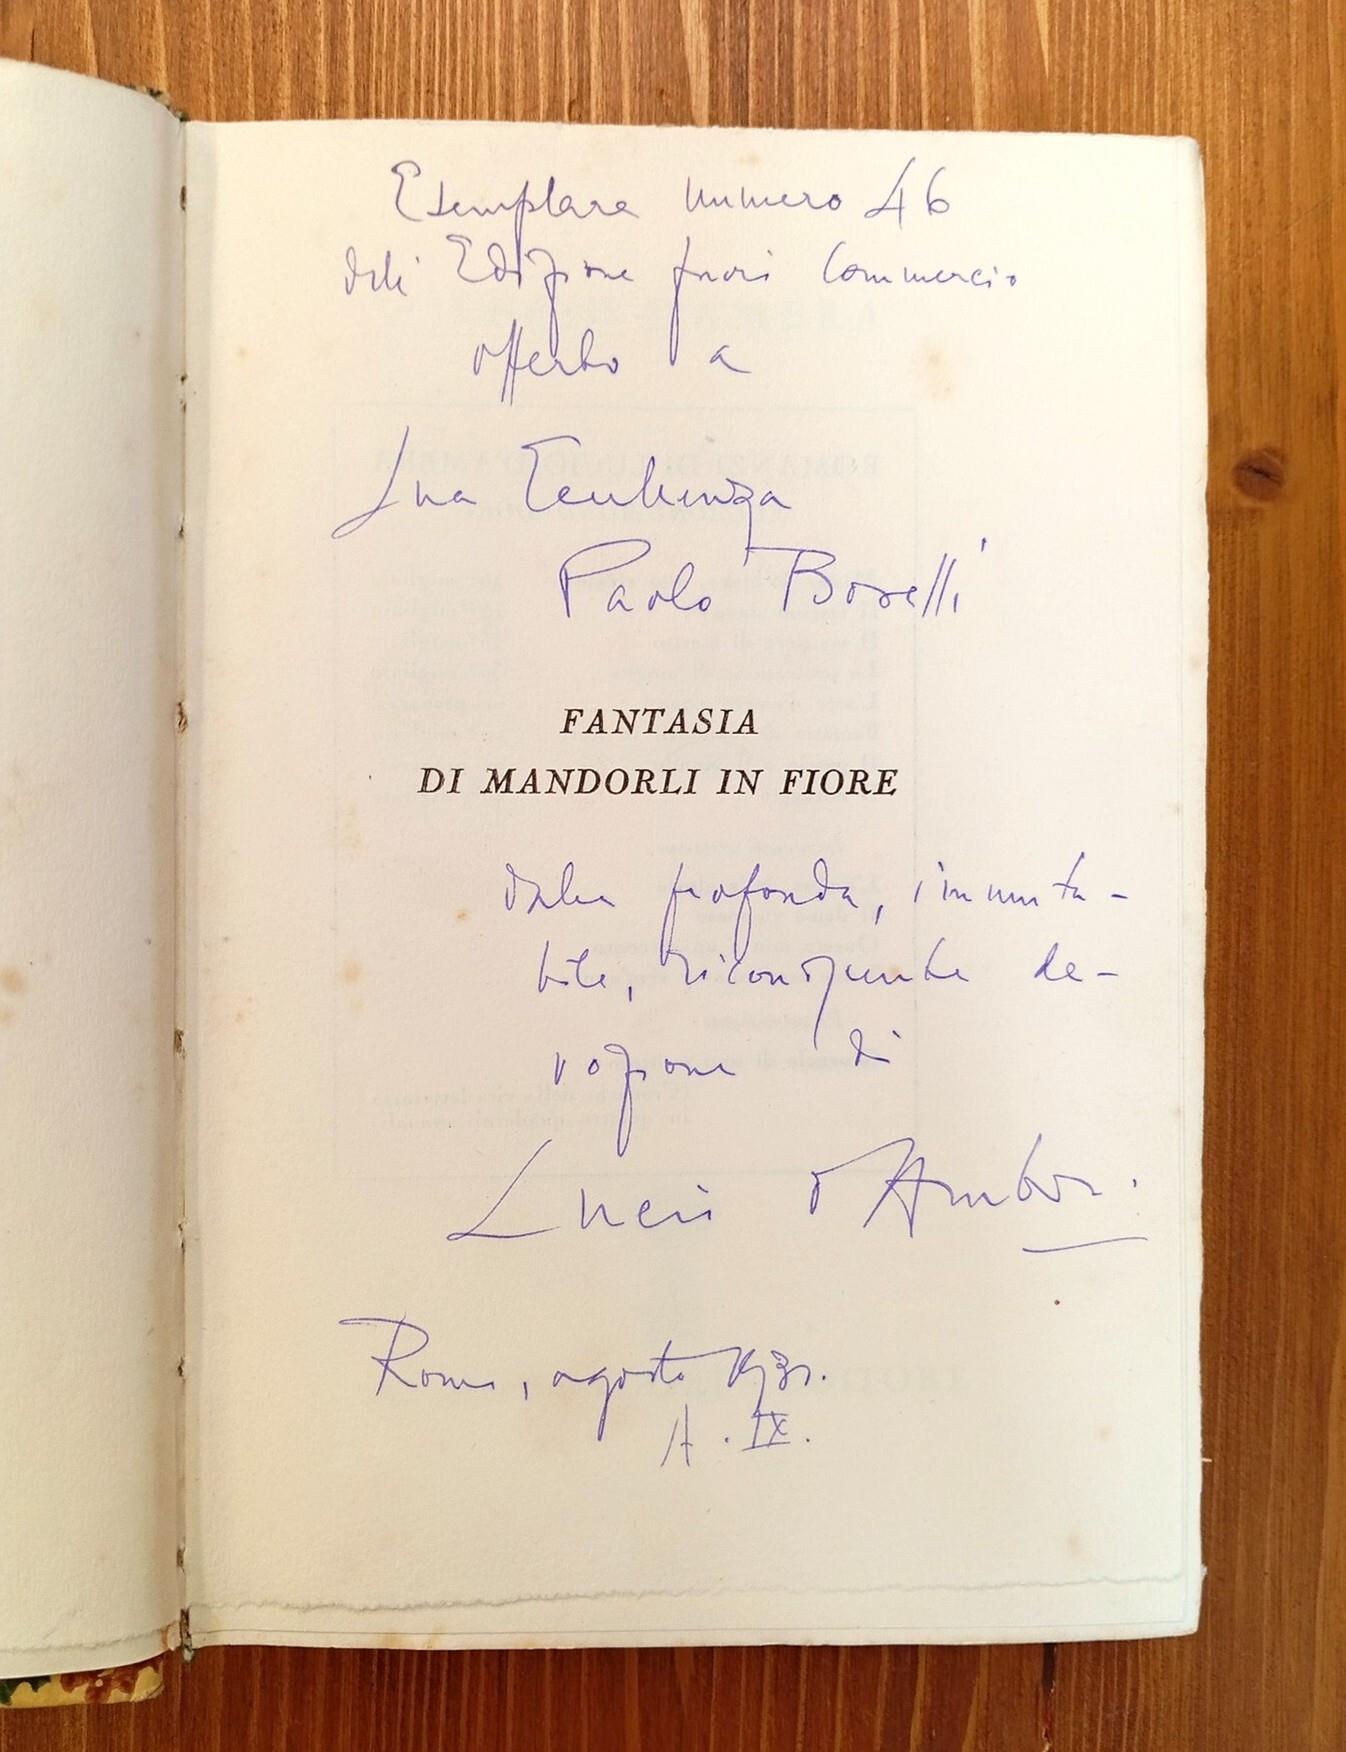 Esemplare numero 46
dell'Edizione fuori Commercio
offerto a
Sua Eccellenza
Paolo Boselli
FANTASIA
DI MANDORLI IN FIORE
dalla profonda, immuta-
bile, riconoscente de-
vozione di
Lucio d'Ambra.
Roma, agosto 1931.
A. IX.